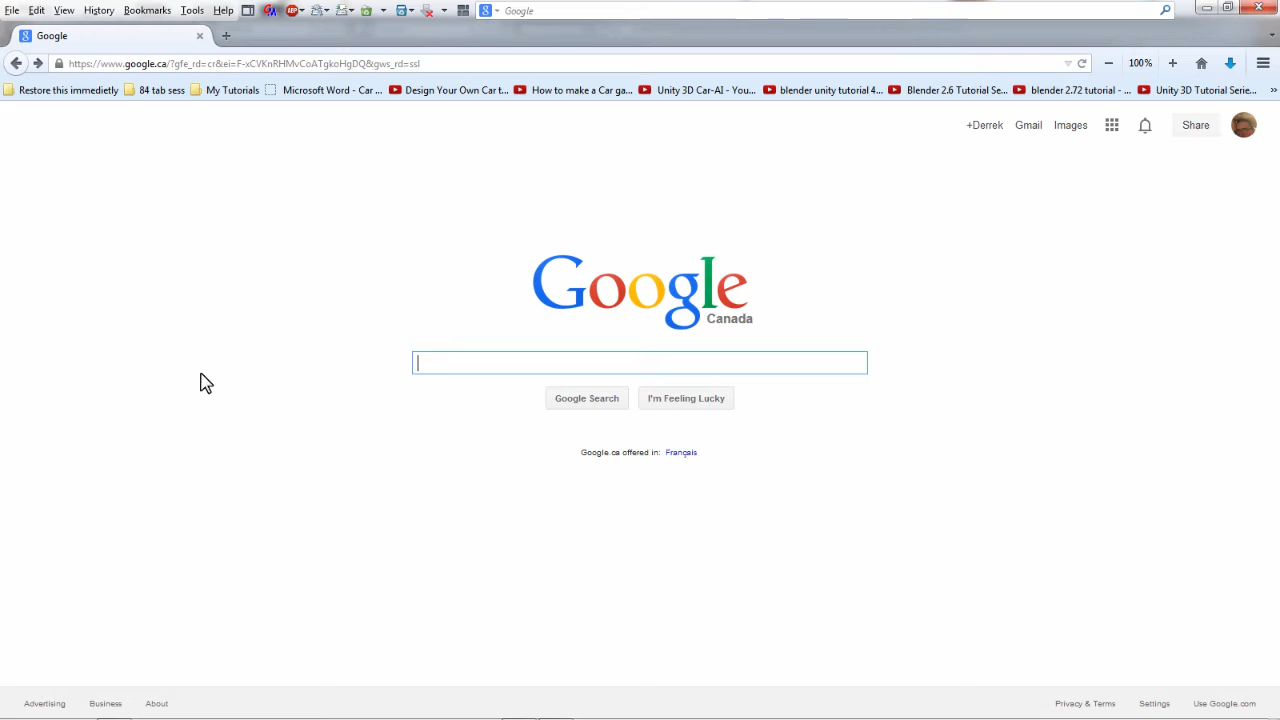 File Edit View History Bookmarks Tools Help Google
Google
https://www.google.ca/?gfe_rd=cr&ei=F-xCVKnRHMvCoATgkoHgDQ&gws_rd=ssl 100%
Restore this immedietly 84 tab sess My Tutorials Microsoft Word - Car ... Design Your Own Car t... How to make a Car ga... Unity 3D Car-AI - You... blender unity tutorial 4... Blender 2.6 Tutorial Se... blender 2.72 tutorial - ... Unity 3D Tutorial Serie... »
+Derrek Gmail Images Share
Google
Canada
Google Search I'm Feeling Lucky
Google.ca offered in: Français
Advertising Business About Privacy & Terms Settings Use Google.com